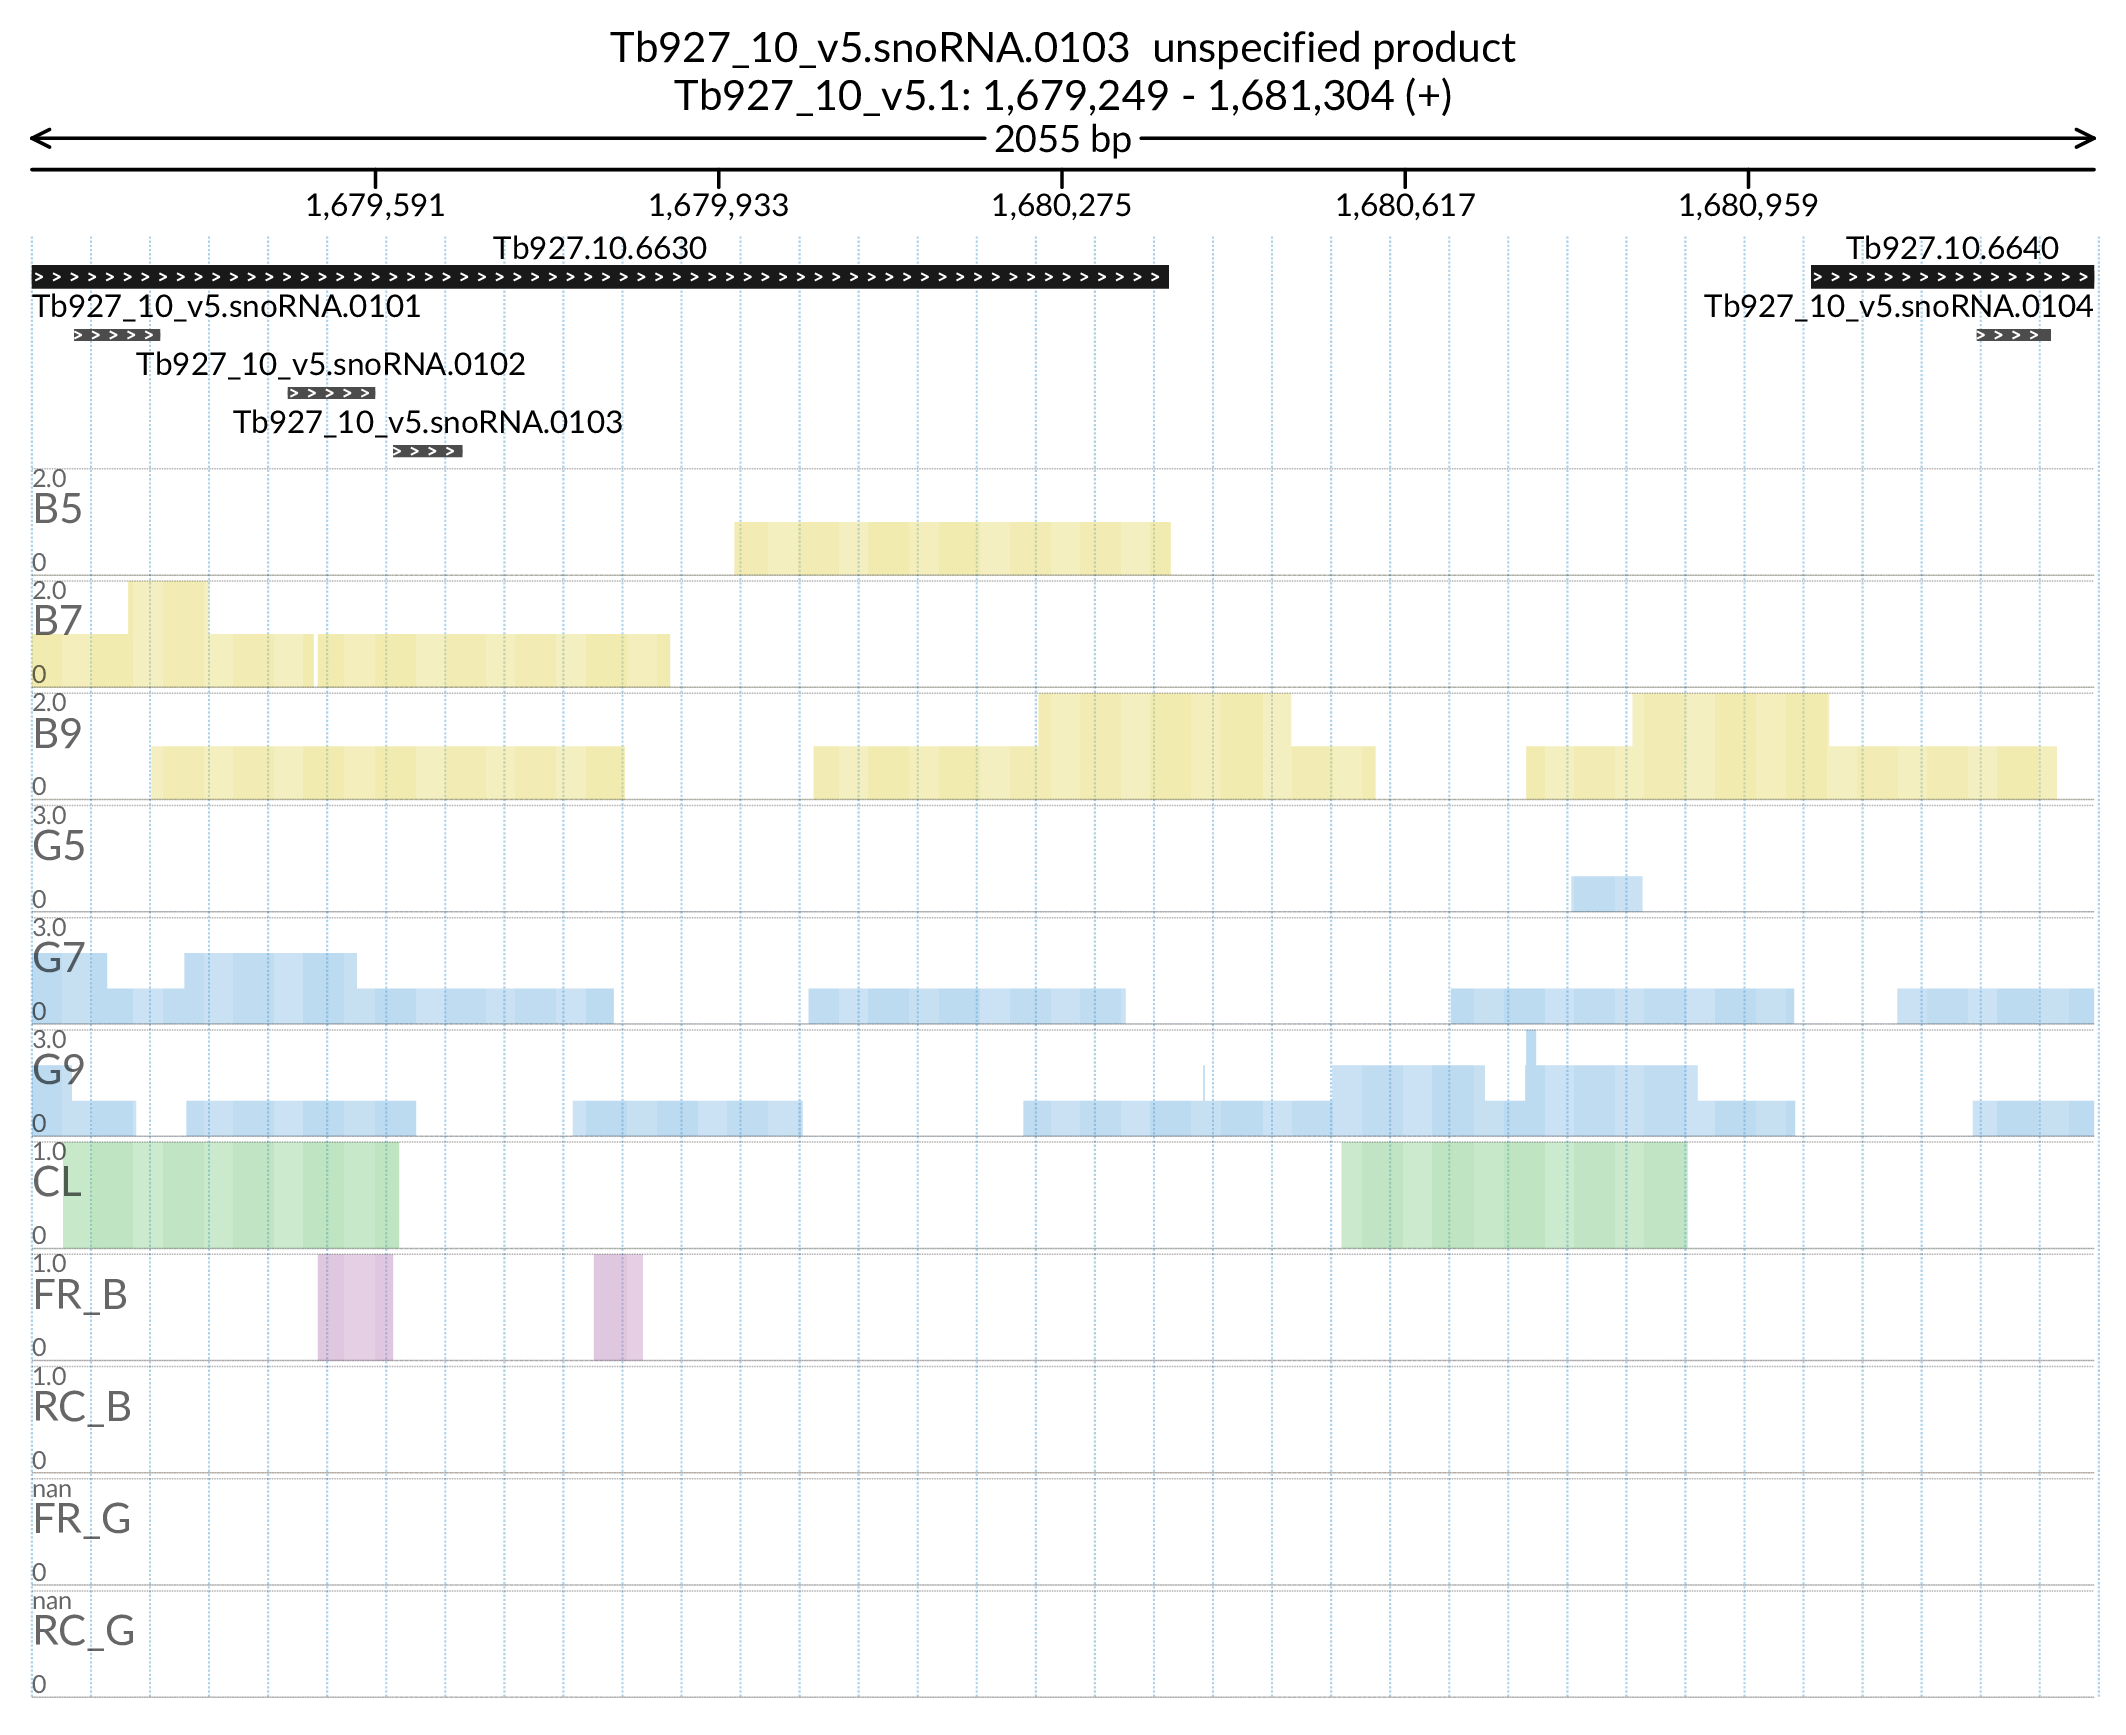 Tb927_10_v5.snoRNA.0103 unspecified product
Tb927_10_v5.1: 1,679,249 - 1,681,304 (+)
2055 bp
1,679,591 1,679,933 1,680,275 1,680,617 1,680,959
Tb927.10.6630 Tb927.10.6640
Tb927_10_v5.snoRNA.0101 Tb927_10_v5.snoRNA.0104
Tb927_10_v5.snoRNA.0102
Tb927_10_v5.snoRNA.0103
2.0
B5
0
2.0
B7
0
2.0
B9
0
3.0
G5
0
3.0
G7
0
3.0
G9
0
1.0
CL
0
1.0
FR_B
0
1.0
RC_B
0
nan
FR_G
0
nan
RC_G
0